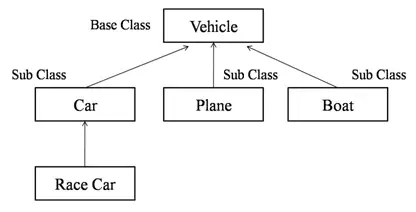 Base Class
Vehicle
Sub Class
Sub Class
Sub Class
Car
Plane
Boat
Race Car